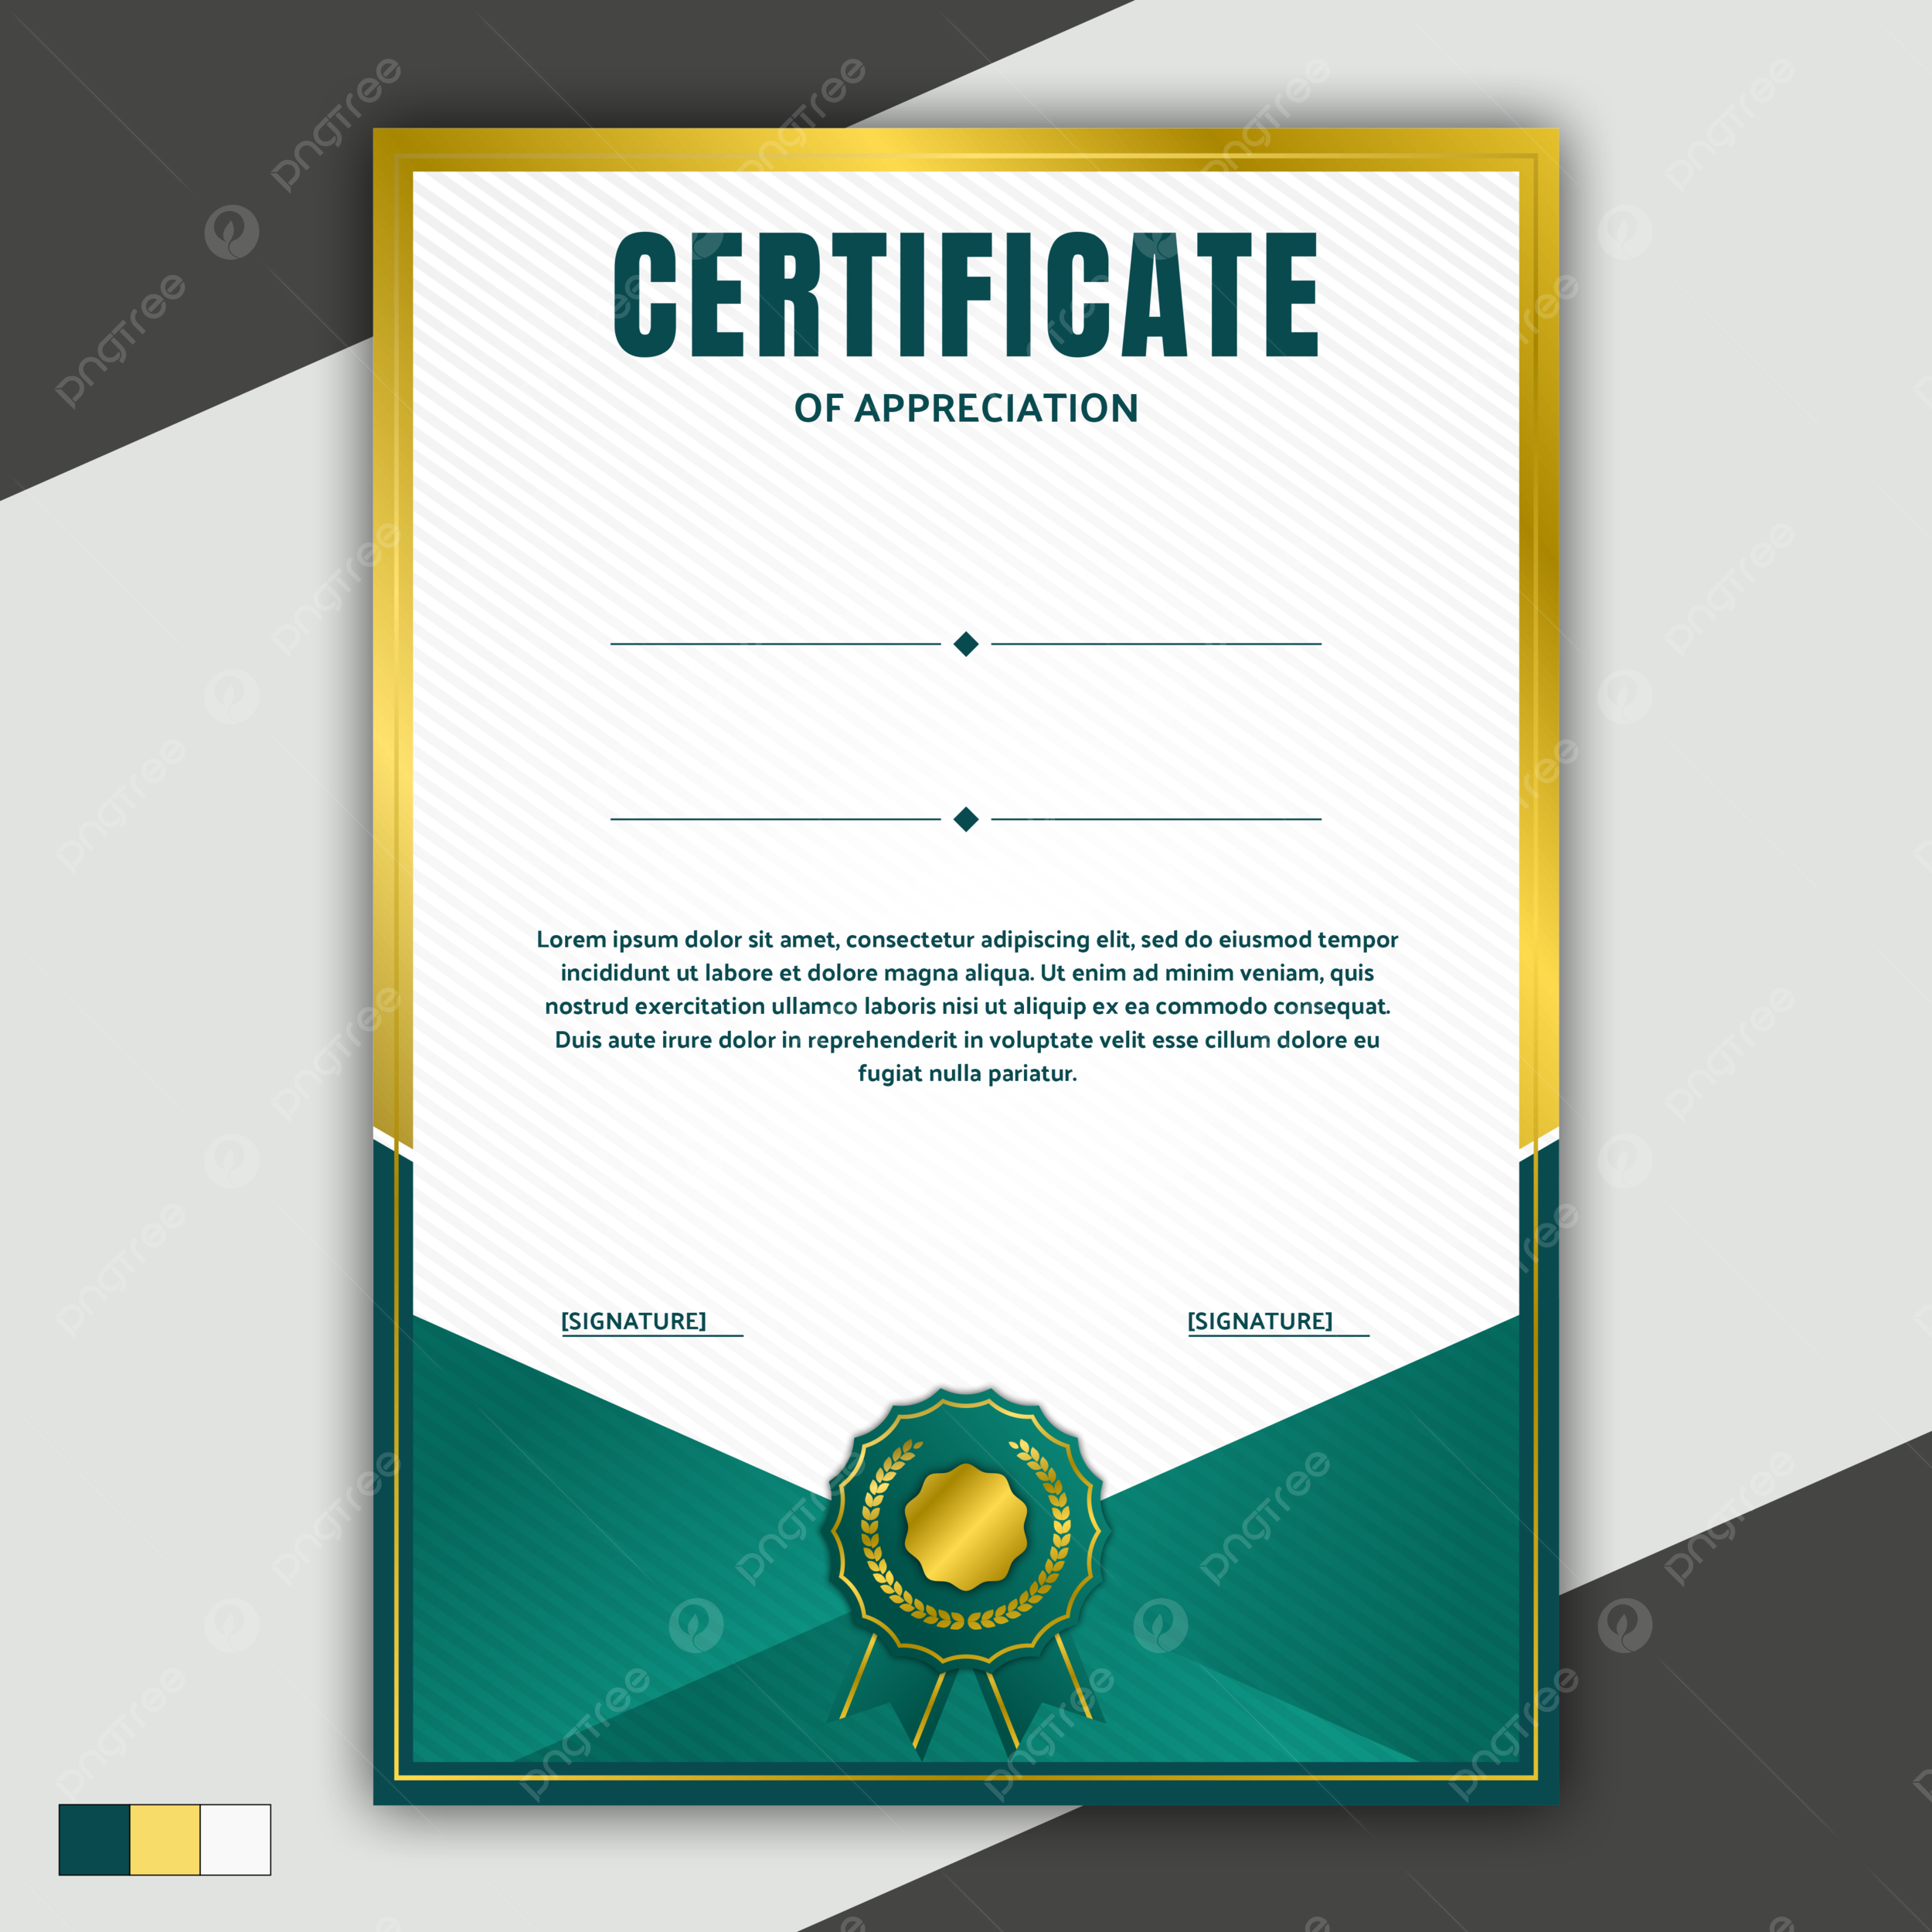 CERTIFICATE
OF APPRECIATION
Lorem ipsum dolor sit amet, consectetur adipiscing elit, sed do eiusmod tempor
incididunt ut labore et dolore magna aliqua. Ut enim ad minim veniam, quis
nostrud exercitation ullamco laboris nisi ut aliquip ex ea commodo consequat.
Duis aute irure dolor in reprehenderit in voluptate velit esse cillum dolore eu
fugiat nulla pariatur.
[SIGNATURE] [SIGNATURE]
pngtree